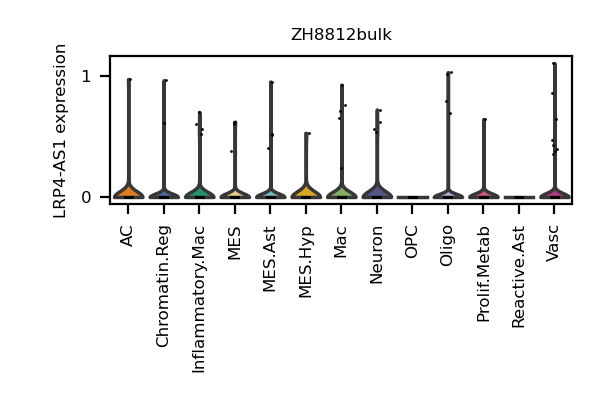 ZH8812bulk
LRP4-AS1 expression
1
0
AC
Chromatin.Reg
Inflammatory.Mac
MES
MES.Ast
MES.Hyp
Mac
Neuron
OPC
Oligo
Prolif.Metab
Reactive.Ast
Vasc